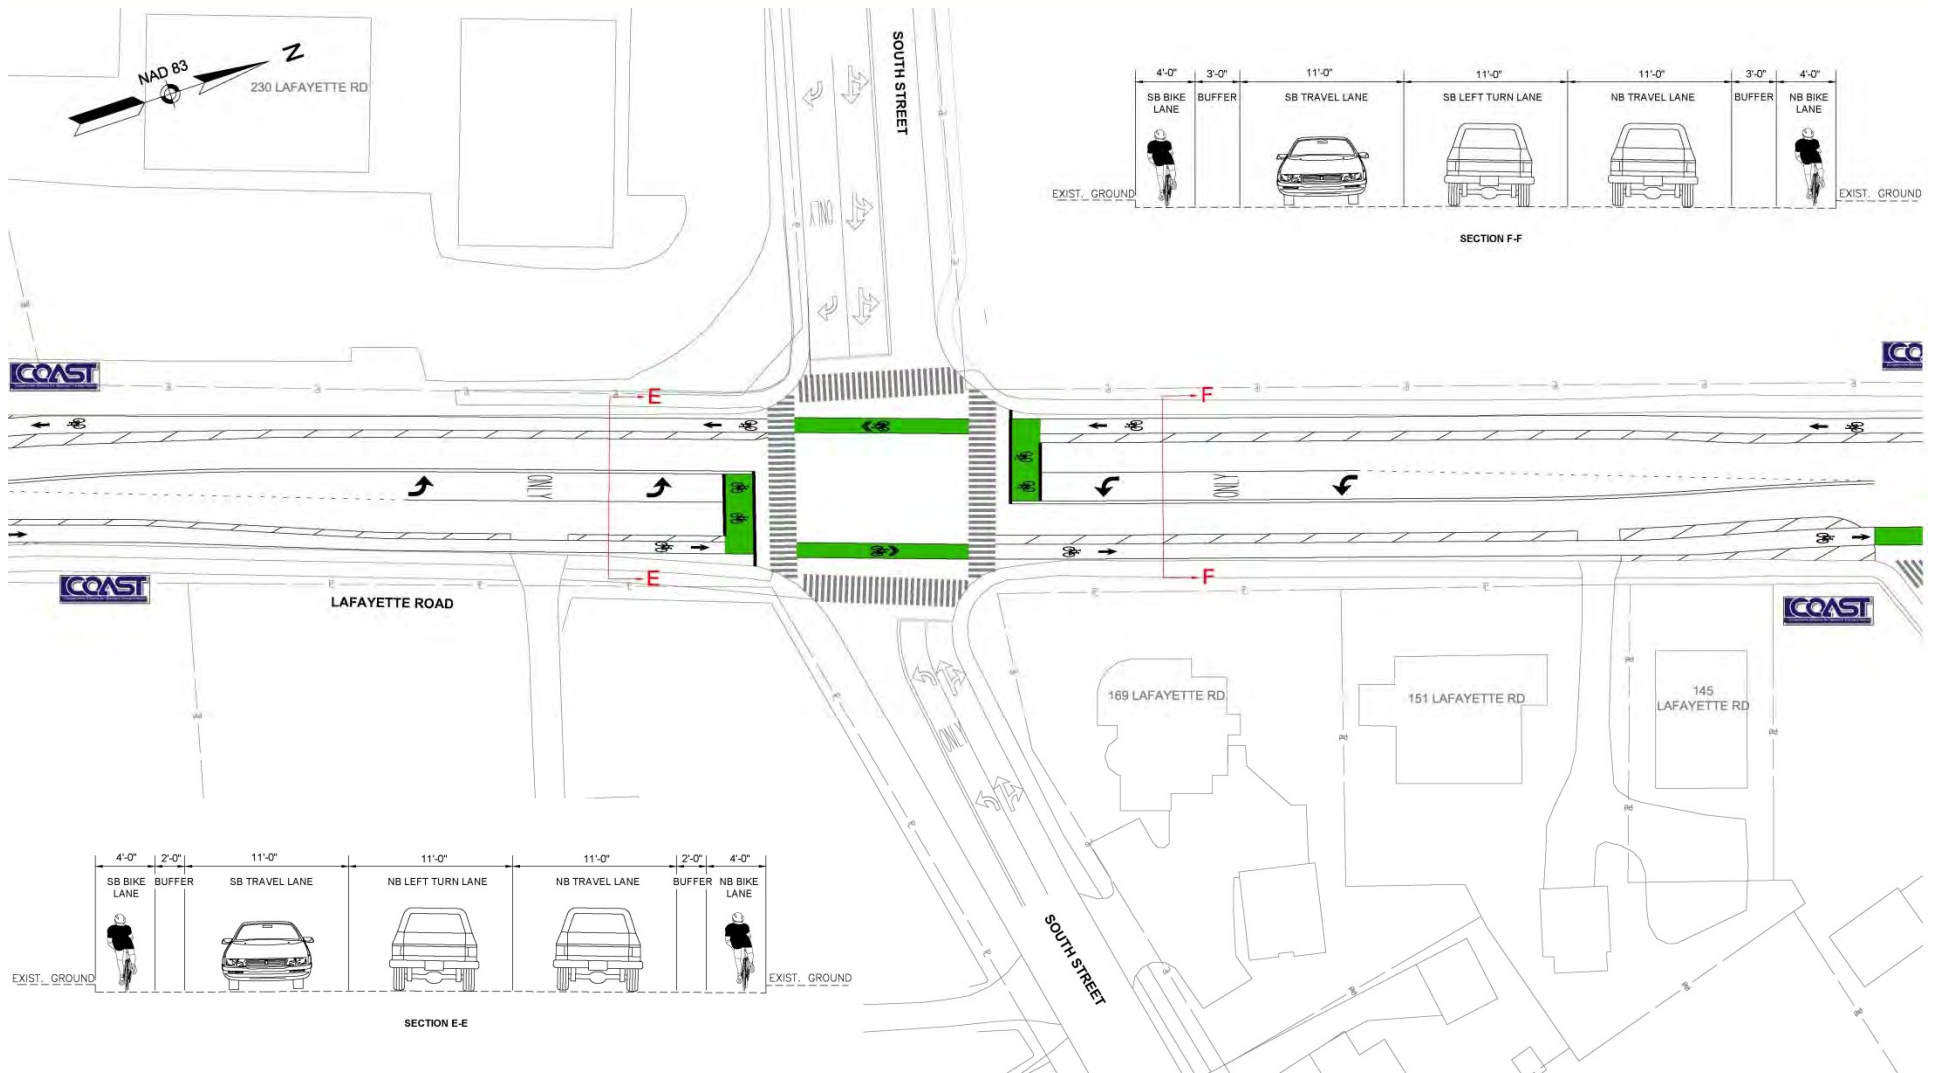 NAD 83
N
230 LAFAYETTE RD
SOUTH STREET
4'-0" 3'-0" 11'-0" 11'-0" 11'-0" 3'-0" 4'-0"
SB BIKE LANE
BUFFER
SB TRAVEL LANE
SB LEFT TURN LANE
NB TRAVEL LANE
BUFFER
NB BIKE LANE
EXIST. GROUND
EXIST. GROUND
SECTION F-F
ONLY
COAST
CO
E
F
ONLY
ONLY
E
F
COAST
LAFAYETTE ROAD
COAST
169 LAFAYETTE RD
151 LAFAYETTE RD
145
LAFAYETTE RD
ONLY
SOUTH STREET
4'-0" 2'-0" 11'-0" 11'-0" 11'-0" 2'-0" 4'-0"
SB BIKE LANE
BUFFER
SB TRAVEL LANE
NB LEFT TURN LANE
NB TRAVEL LANE
BUFFER
NB BIKE LANE
EXIST. GROUND
EXIST. GROUND
SECTION E-E